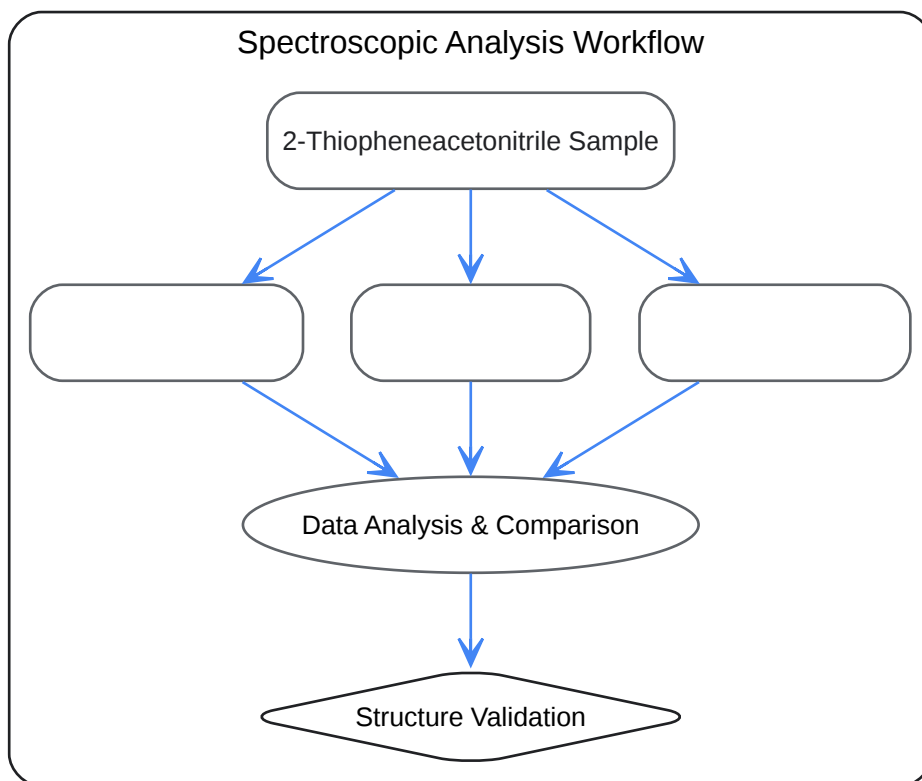 Spectroscopic Analysis Workflow
2-Thiopheneacetonitrile Sample
Data Analysis & Comparison
Structure Validation